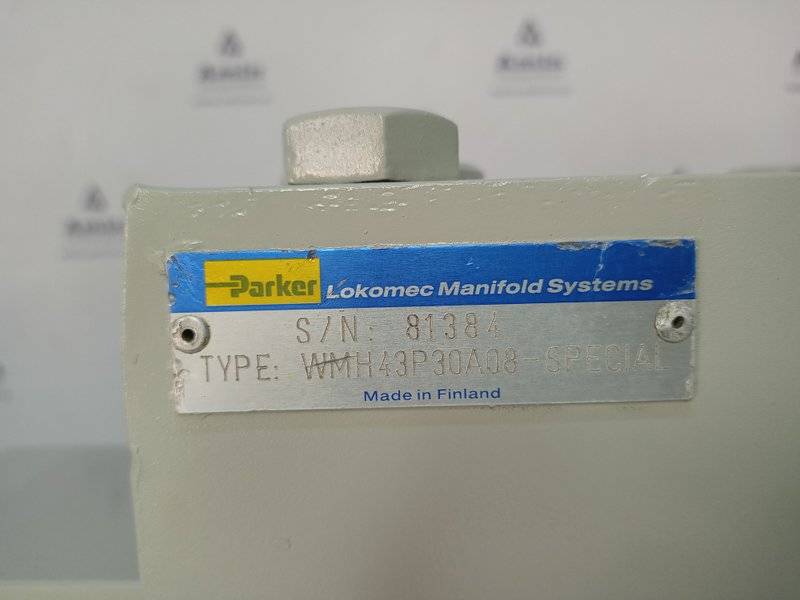 Parker Lokomec Manifold Systems
S/N: 81384
TYPE: WMH43P30A08-SPECIAL
Made in Finland